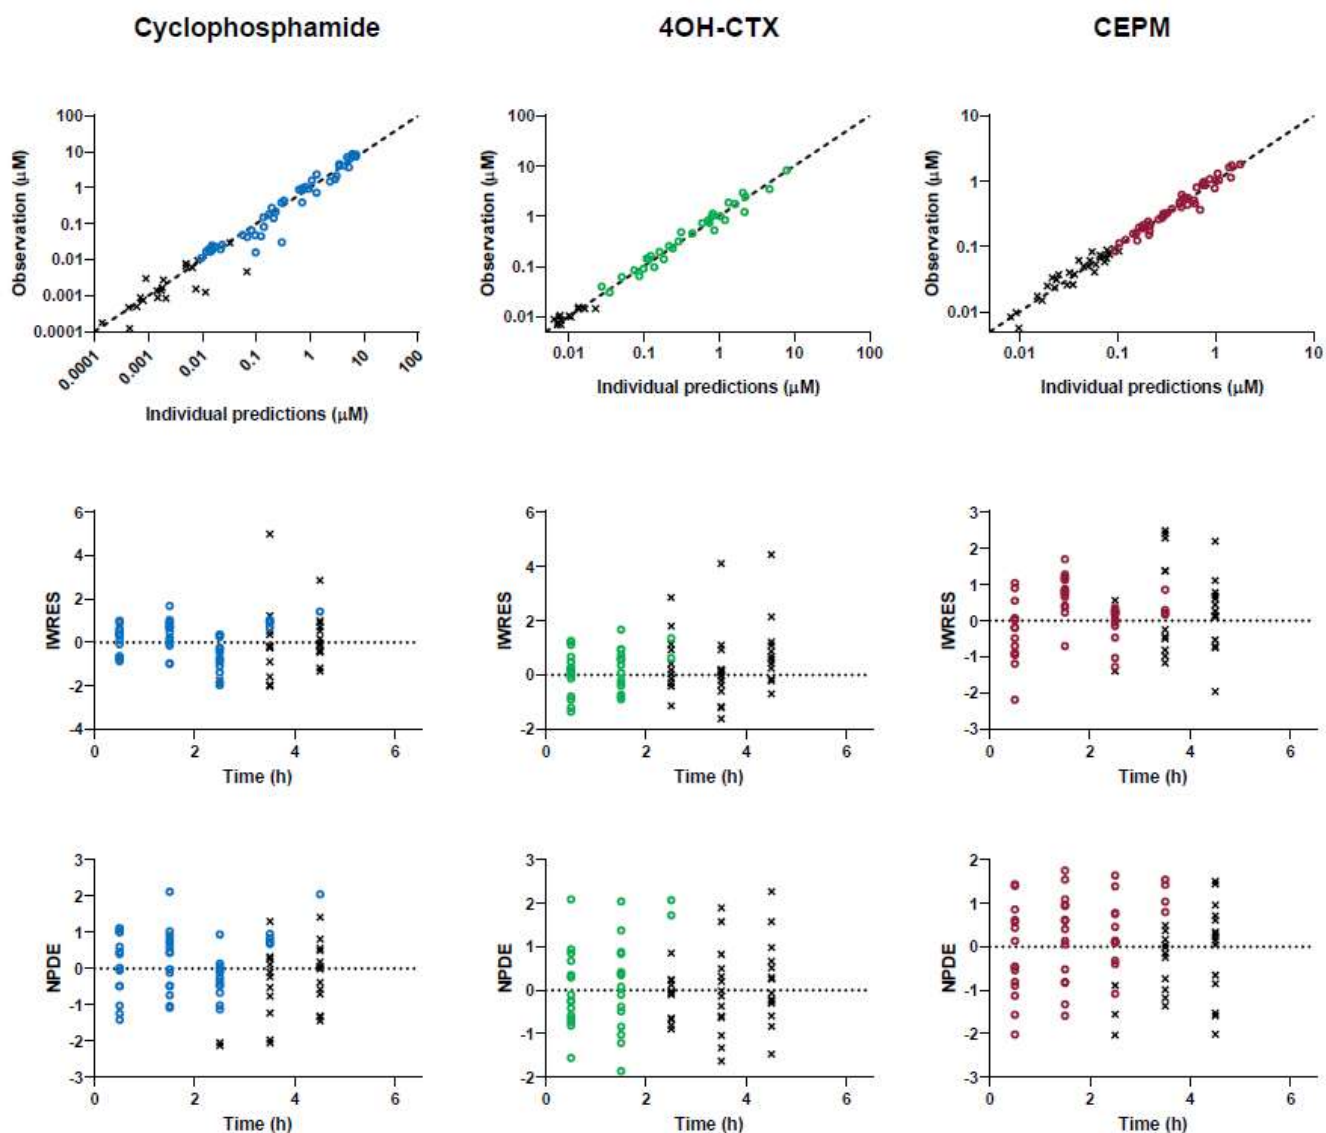 Cyclophosphamide 4OH-CTX CEPM
100 100 10
10
1
0.1
0.01
0.001
0.0001
Observation (μM)
0.0001 0.001 0.01 0.1 1 10 100
Individual predictions (μM)
10
1
0.1
0.01
Observation (μM)
0.01 0.1 1 10 100
Individual predictions (μM)
1
0.1
0.01
Observation (μM)
0.01 0.1 1 10
Individual predictions (μM)
6
4
2
0
-2
-4
IWRES
0 2 4 6
Time (h)
6
4
2
0
-2
IWRES
0 2 4 6
Time (h)
3
2
1
0
-1
-2
-3
IWRES
0 2 4 6
Time (h)
3
2
1
0
-1
-2
-3
NPDE
0 2 4 6
Time (h)
3
2
1
0
-1
-2
NPDE
0 2 4 6
Time (h)
2
1
0
-1
-2
-3
NPDE
0 2 4 6
Time (h)